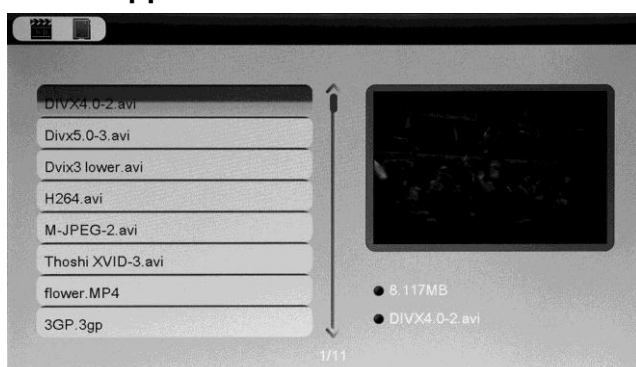 DIVX4.0-2.avi
Divx5.0-3.avi
Dvix3 lower.avi
H264.avi
M-JPEG-2.avi
Thoshi XVID-3.avi
flower.MP4
3GP.3gp
8.117MB
DIVX4.0-2.avi
1/11